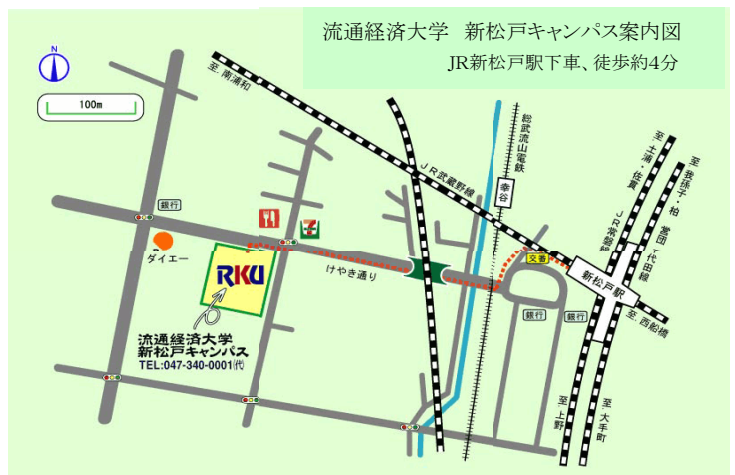 流通経済大学 新松戸キャンパス案内図
JR新松戸駅下車、徒歩約4分
N
100m
至.南浦和
総武流山電鉄
JR武蔵野線
幸谷
至.土浦・佐貫
至.我孫子・柏
JR常磐線
営団千代田線
銀行
7
ダイエー
RKU
けやき通り
交番
新松戸駅
銀行
銀行
至.西船橋
流通経済大学
新松戸キャンパス
TEL:047-340-0001(代)
至.上野
至.大手町